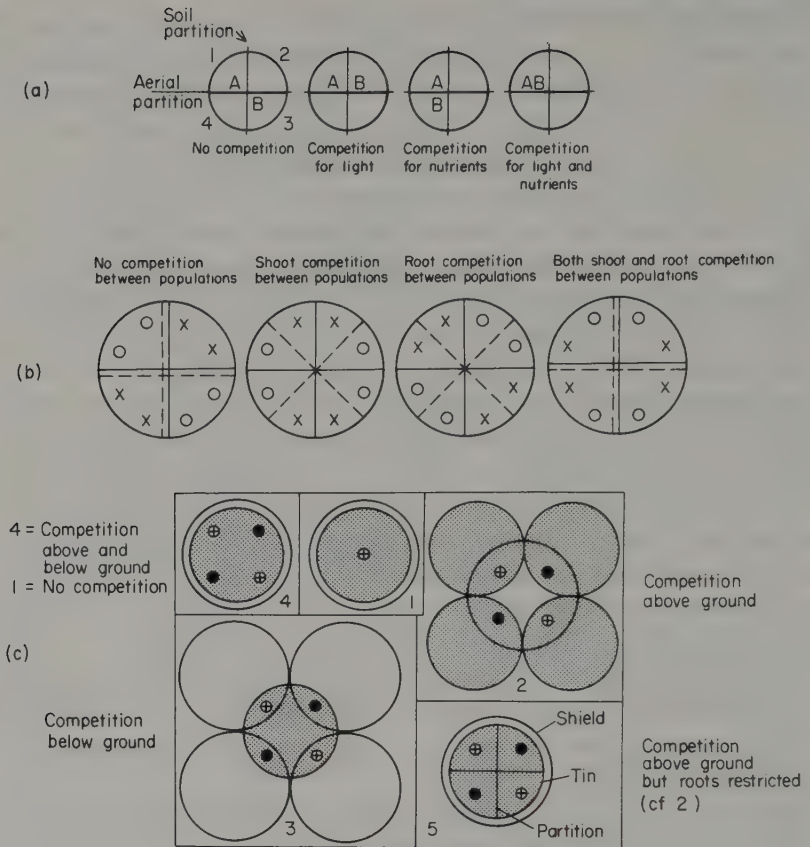 Soil
partition
1 2
(a)
Aerial
partition
A
B
4 3
A B
A
B
AB
No competition
Competition
for light
Competition
for nutrients
Competition
for light and
nutrients
No competition
between populations
Shoot competition
between populations
Root competition
between populations
Both shoot and root competition
between populations
(b)
O X
O X
X O
X O
X X
O O
O O
X X
X O
X O
O X
O X
O O
X X
X X
O O
4 = Competition
above and
below ground
1 = No competition
4
1
2
Competition
above ground
(c)
Competition
below ground
3
5
Shield
Tin
Partition
Competition
above ground
but roots restricted
(cf 2)